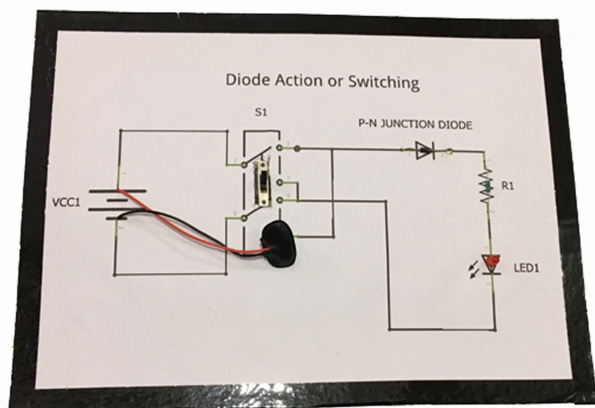 Diode Action or Switching
S1
P-N JUNCTION DIODE
VCC1
R1
LED1